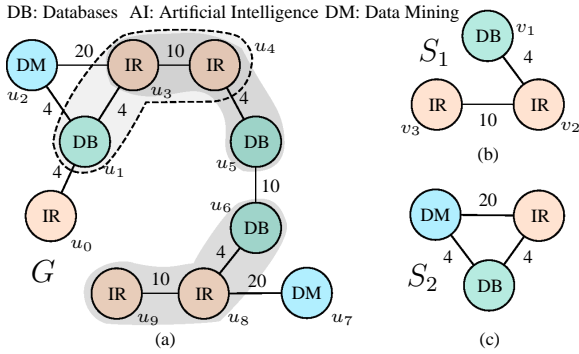 DB: Databases AI: Artificial Intelligence DM: Data Mining
DM 20 IR 10 IR u₄
u₂ u₃
4 4 4
DB u₁
DB u₅
4
IR u₀
10
u₆ DB
G
4
IR 10 IR 20 DM
u₉ u₈ u₇
(a)
S₁ DB v₁
4
IR 10 IR
v₃ v₂
(b)
DM 20 IR
S₂ 4 4
DB
(c)